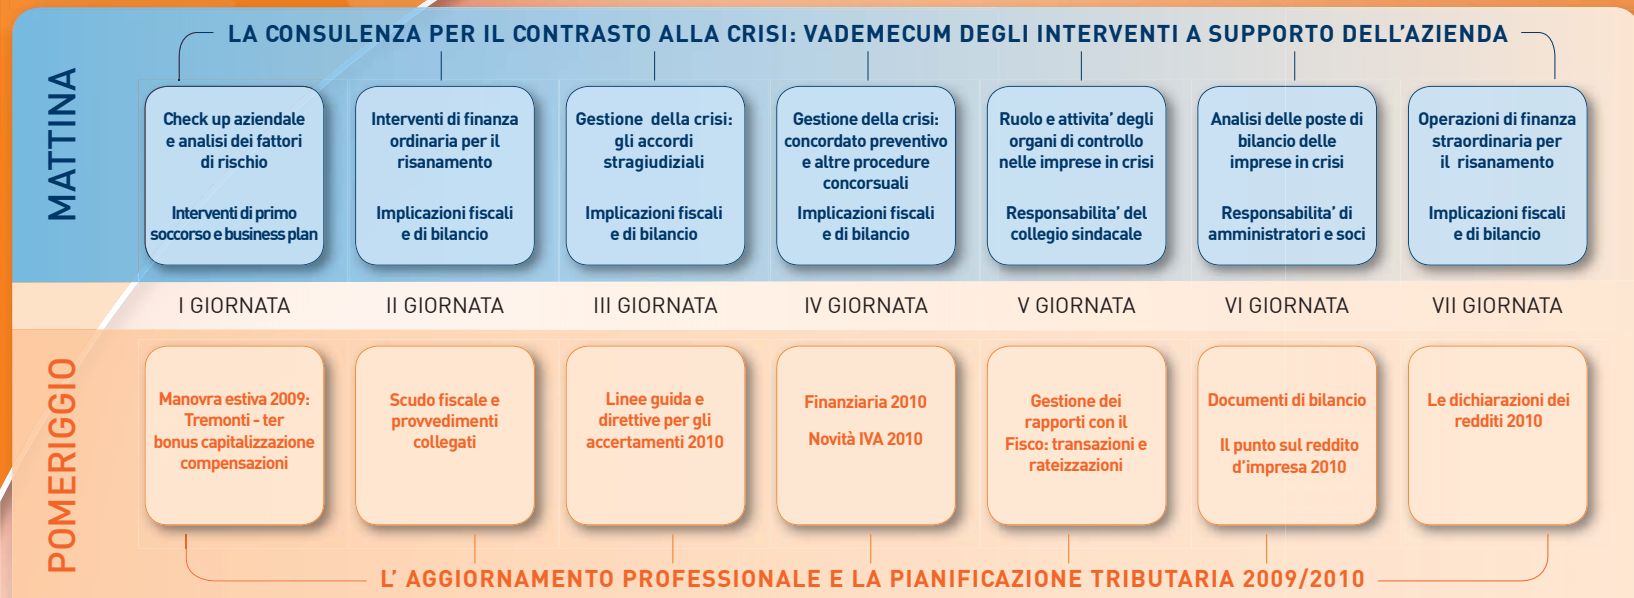 LA CONSULENZA PER IL CONTRASTO ALLA CRISI: VADEMECUM DEGLI INTERVENTI A SUPPORTO DELL'AZIENDA
MATTINA
Check up aziendale
e analisi dei fattori
di rischio
Interventi di primo
soccorso e business plan
Interventi di finanza
ordinaria per il
risanamento
Implicazioni fiscali
e di bilancio
Gestione della crisi:
gli accordi
stragiudiziali
Implicazioni fiscali
e di bilancio
Gestione della crisi:
concordato preventivo
e altre procedure
concorsuali
Implicazioni fiscali
e di bilancio
Ruolo e attivita' degli
organi di controllo
nelle imprese in crisi
Responsabilita' del
collegio sindacale
Analisi delle poste di
bilancio delle
imprese in crisi
Responsabilita' di
amministratori e soci
Operazioni di finanza
straordinaria per
il risanamento
Implicazioni fiscali
e di bilancio
I GIORNATA
II GIORNATA
III GIORNATA
IV GIORNATA
V GIORNATA
VI GIORNATA
VII GIORNATA
POMERIGGIO
Manovra estiva 2009:
Tremonti - ter
bonus capitalizzazione
compensazioni
Scudo fiscale e
provvedimenti
collegati
Linee guida e
direttive per gli
accertamenti 2010
Finanziaria 2010
Novità IVA 2010
Gestione dei
rapporti con il
Fisco: transazioni e
rateizzazioni
Documenti di bilancio
Il punto sul reddito
d'impresa 2010
Le dichiarazioni dei
redditi 2010
L' AGGIORNAMENTO PROFESSIONALE E LA PIANIFICAZIONE TRIBUTARIA 2009/2010